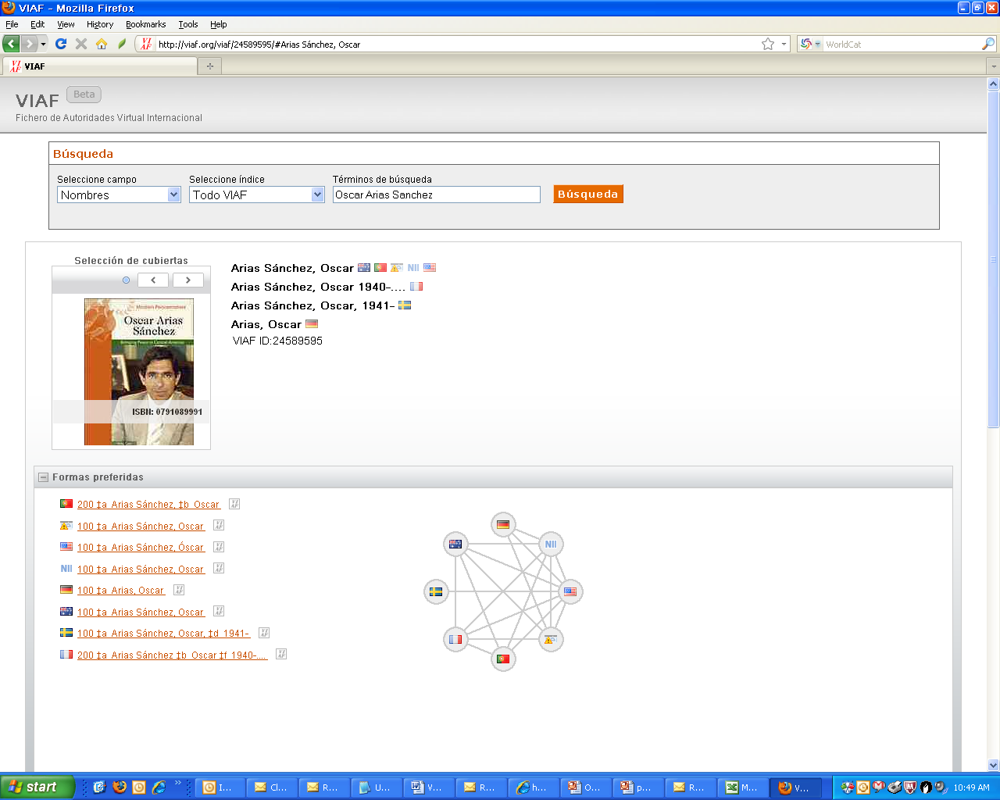 VIAF - Mozilla Firefox
File Edit View History Bookmarks Tools Help
http://viaf.org/viaf/24589595/#Arias Sánchez, Oscar
WorldCat
VIAF
VIAF Beta
Fichero de Autoridades Virtual Internacional
Búsqueda
Seleccione campo Seleccione índice Términos de búsqueda
Nombres Todo VIAF Oscar Arias Sanchez Búsqueda
Selección de cubiertas
Oscar Arias
Sánchez
ISBN: 0791089991
Arias Sánchez, Oscar NII
Arias Sánchez, Oscar 1940-....
Arias Sánchez, Oscar, 1941-
Arias, Oscar
VIAF ID:24589595
Formas preferidas
200 ‡a Arias Sánchez, ‡b Oscar
100 ‡a Arias Sánchez, Oscar
100 ‡a Arias Sánchez, Óscar
NII 100 ‡a Arias Sánchez, Oscar
100 ‡a Arias, Oscar
100 ‡a Arias Sánchez, Oscar
100 ‡a Arias Sánchez, Oscar, ‡d 1941-
200 ‡a Arias Sánchez ‡b Oscar ‡f 1940-....
NII
start
I... Cl... R... U... V... R... h... O... p... R... M... V...
10:49 AM